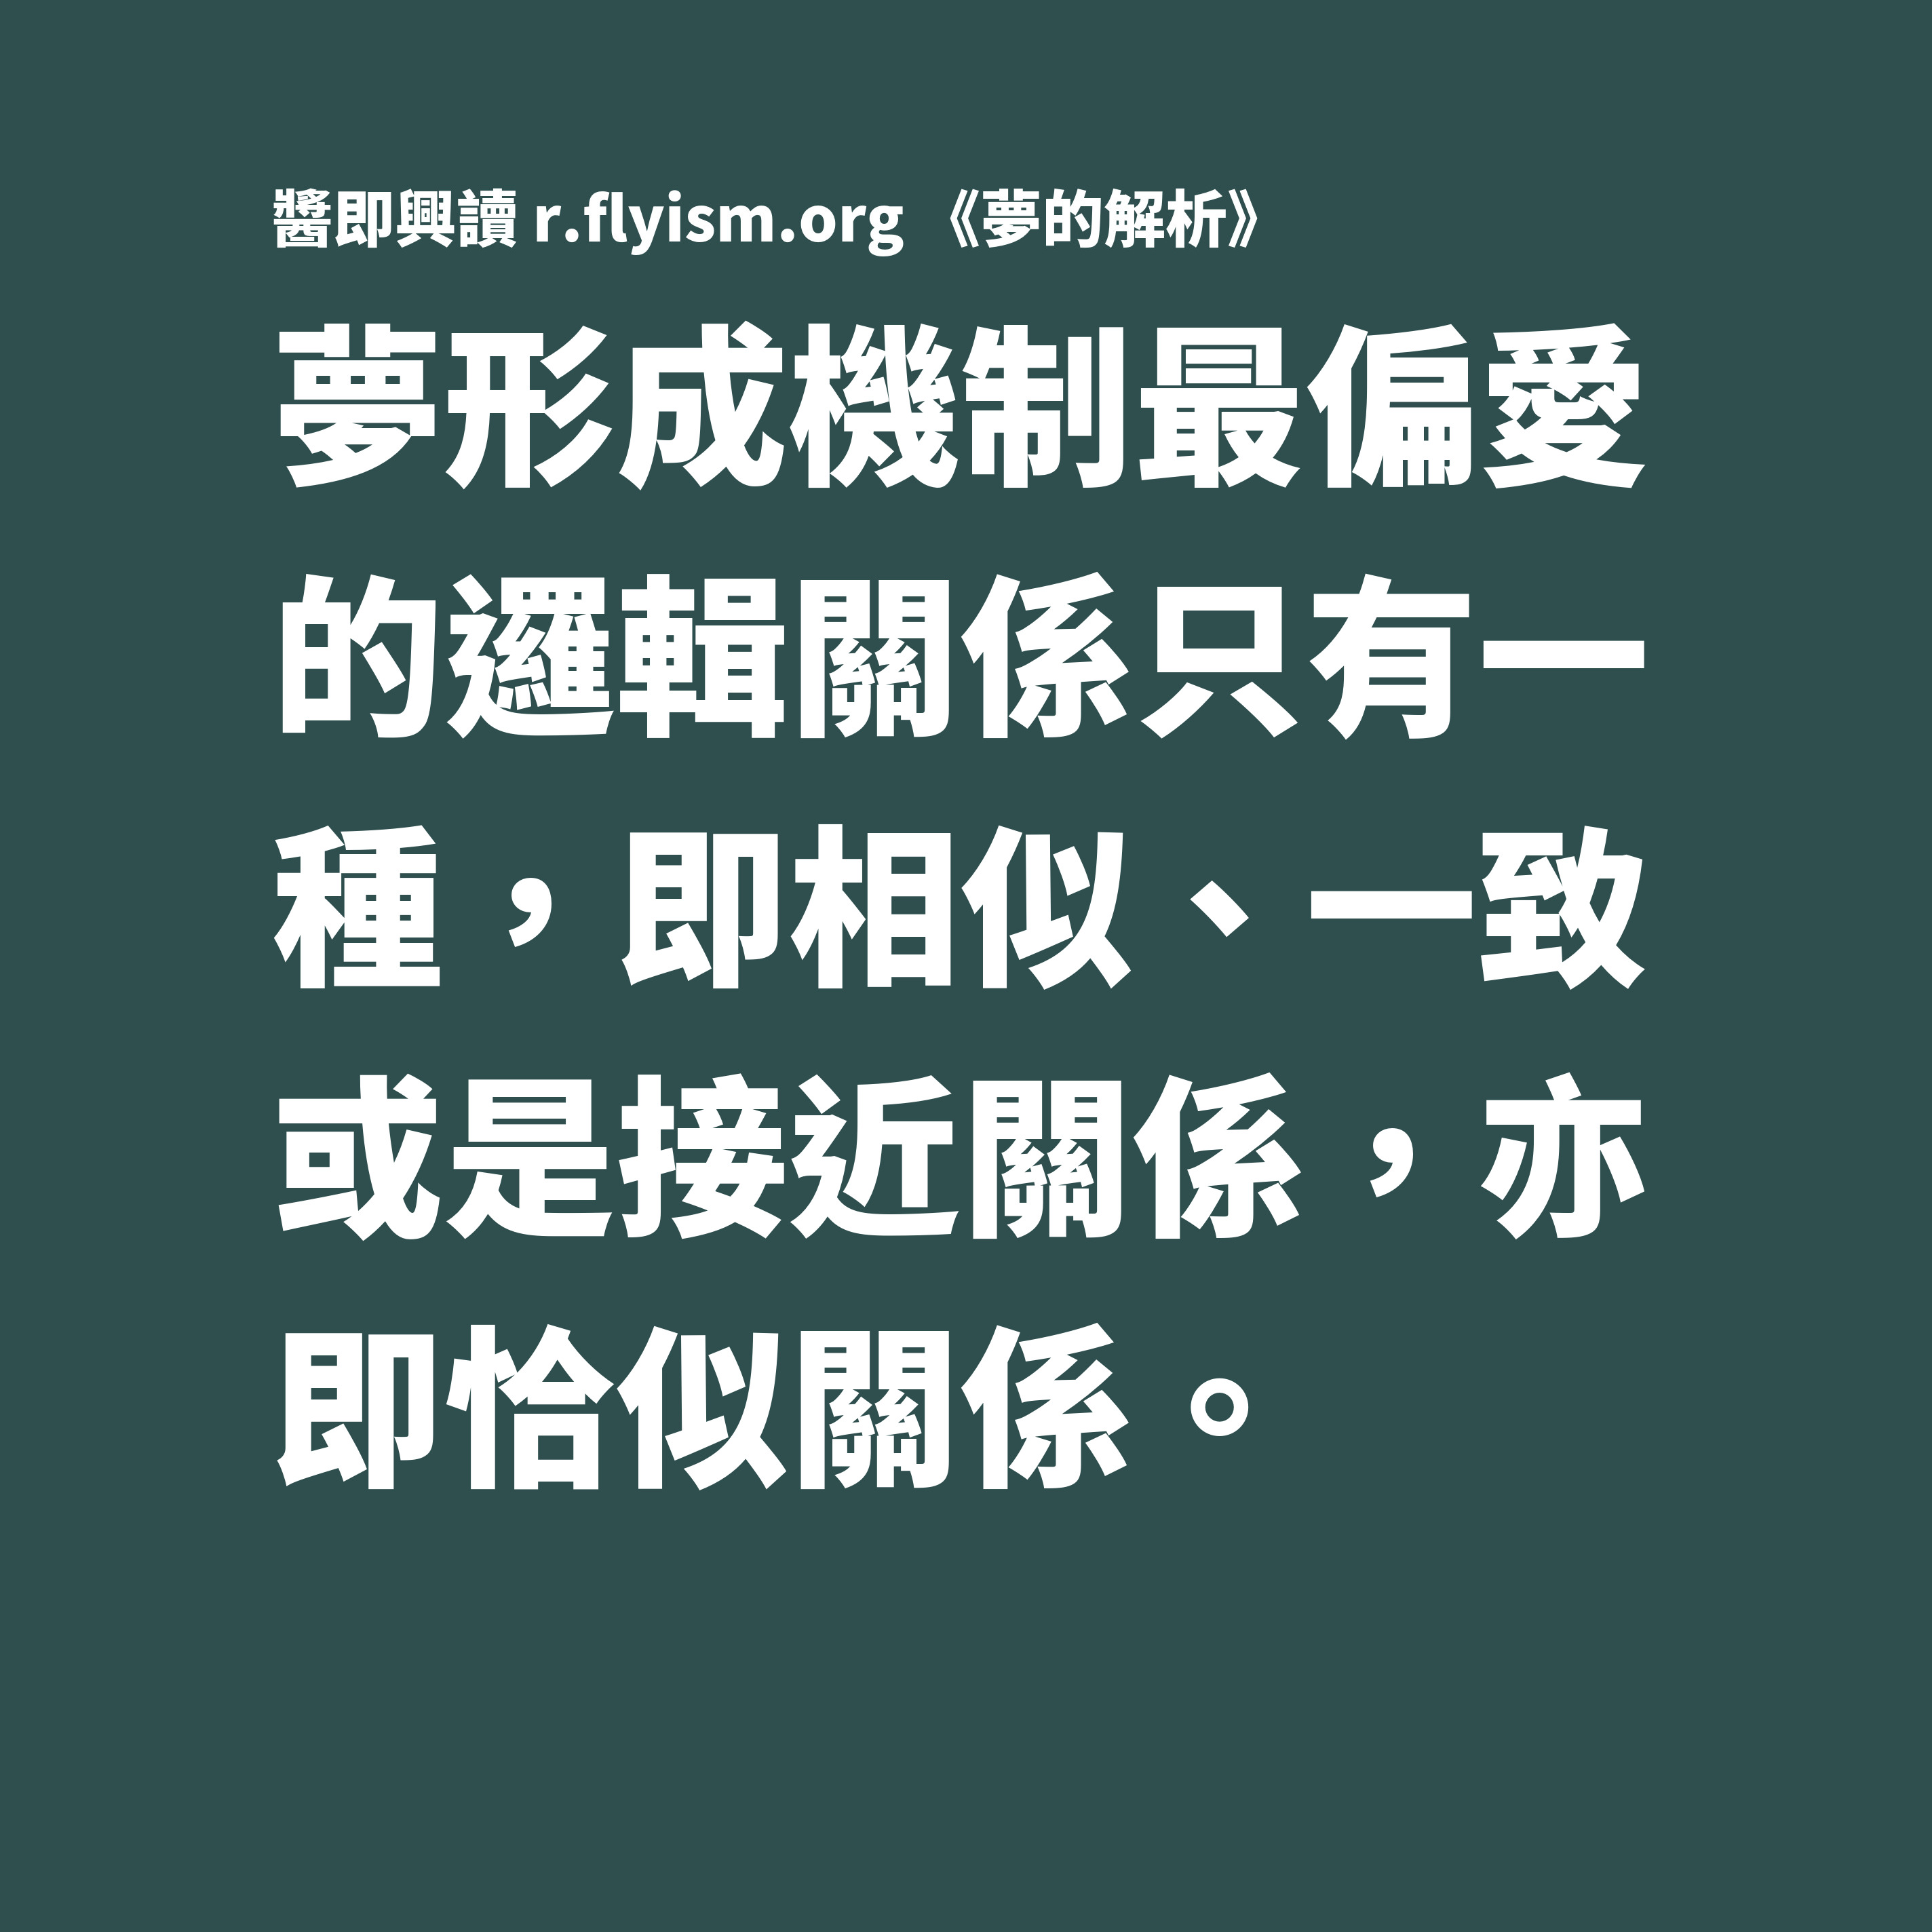 蟹即與讀 r.flyism.org《夢的解析》
夢形成機制最偏愛
的邏輯關係只有一
種，即相似、一致
或是接近關係，亦
即恰似關係。